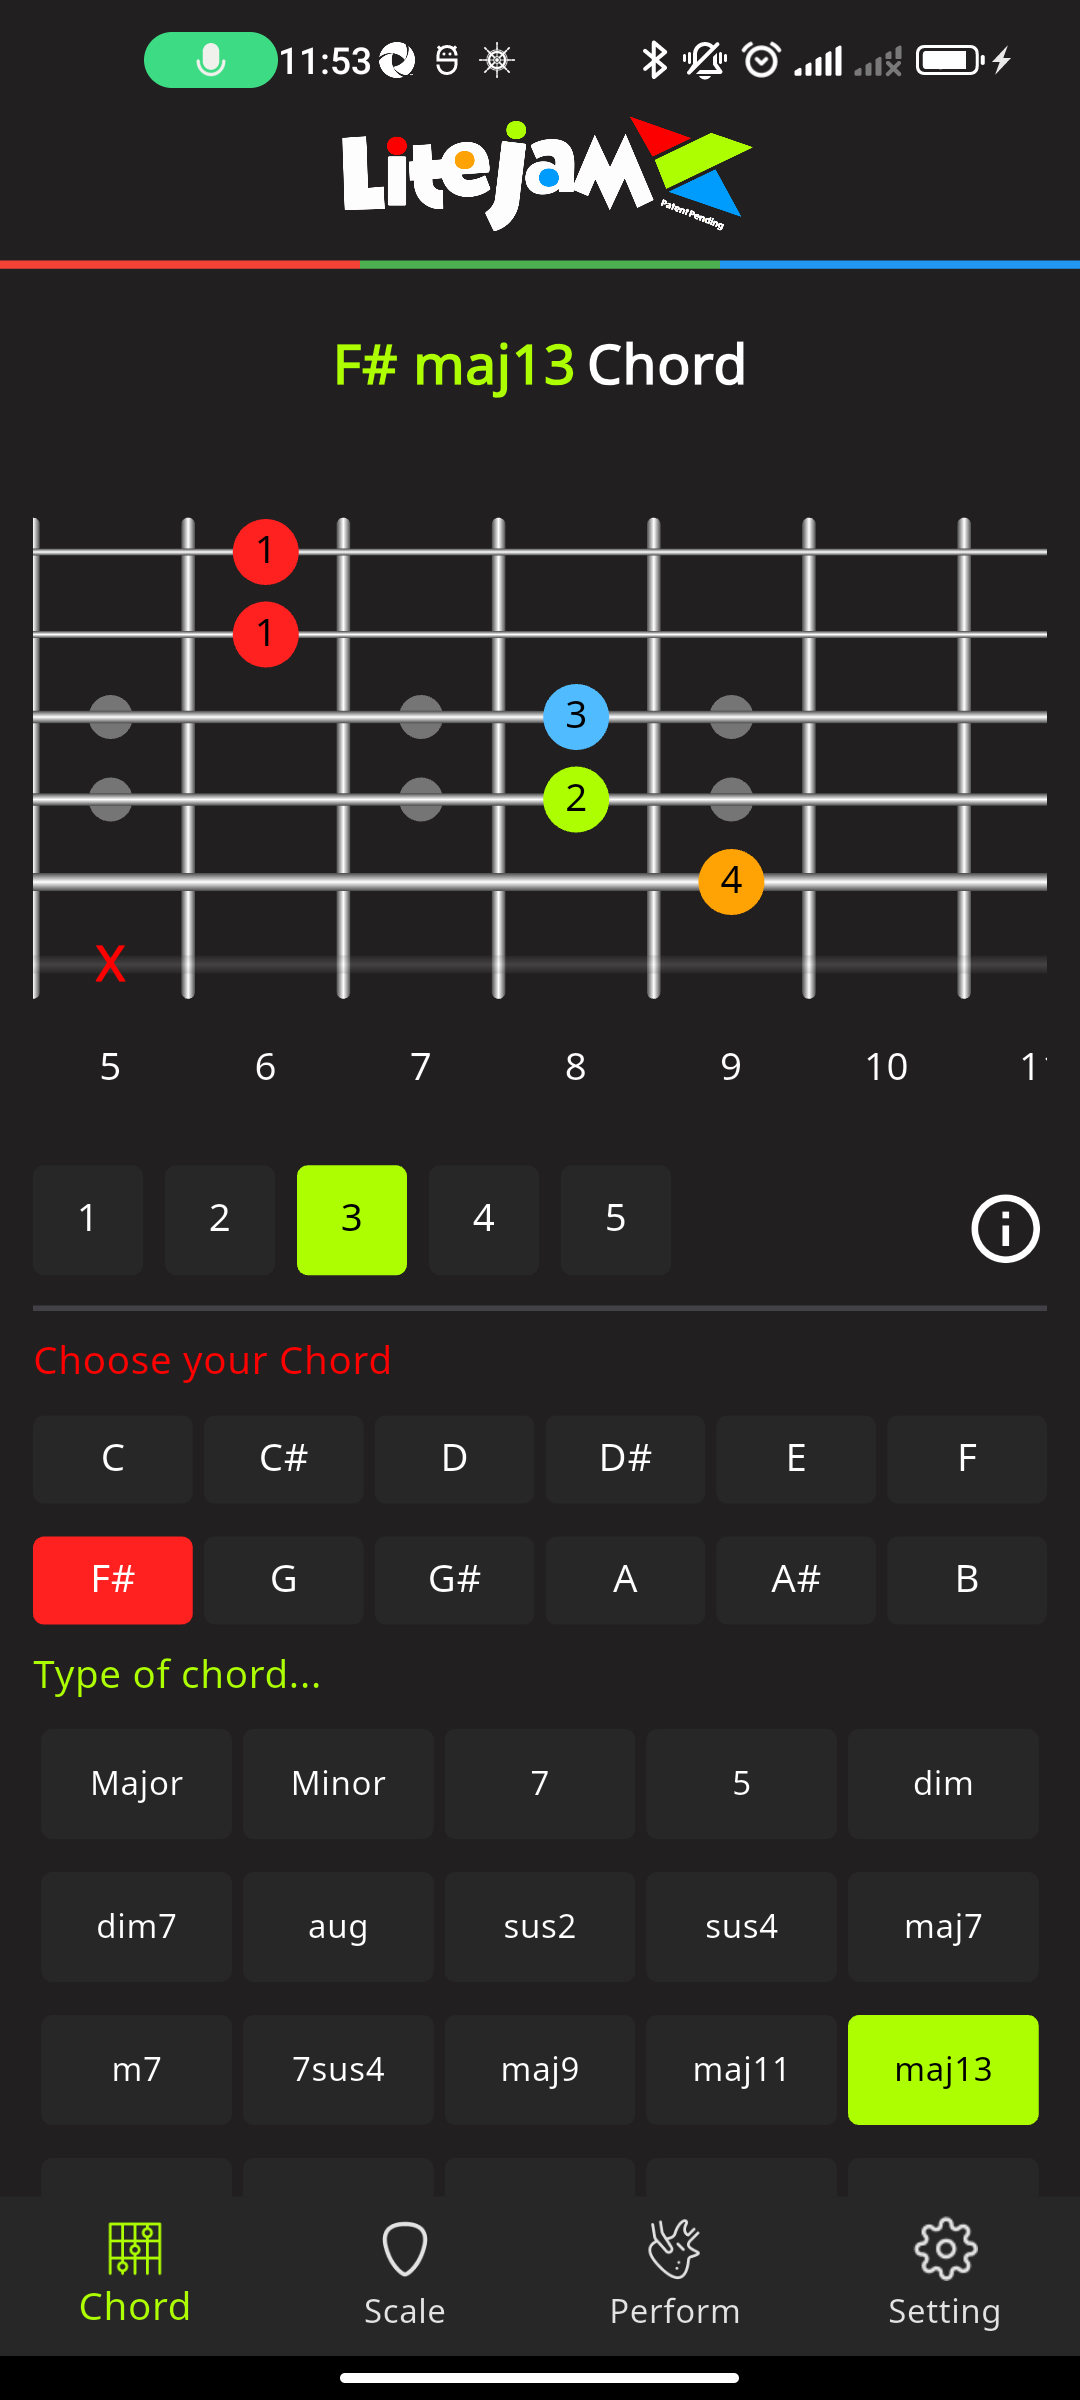 11:53
LiteJam
Patent Pending
F# maj13 Chord
1
1
3
2
4
X
5 6 7 8 9 10
1 2 3 4 5
Choose your Chord
C C# D D# E F
F# G G# A A# B
Type of chord...
Major Minor 7 5 dim
dim7 aug sus2 sus4 maj7
m7 7sus4 maj9 maj11 maj13
Chord Scale Perform Setting